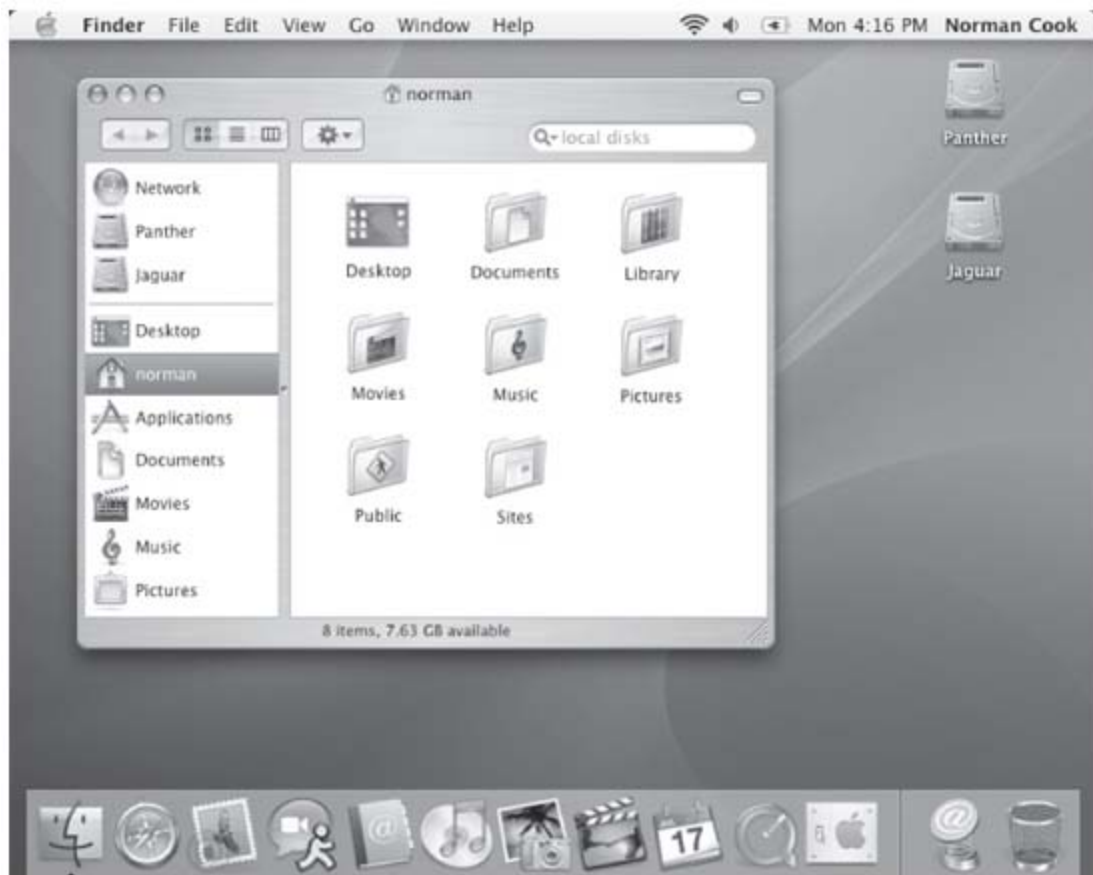 Finder File Edit View Go Window Help Mon 4:16 PM Norman Cook
norman
local disks
Network
Panther
Jaguar
Desktop
norman
Applications
Documents
Movies
Music
Pictures
Desktop Documents Library
Movies Music Pictures
Public Sites
8 items, 7.63 GB available
Panther
Jaguar
@ 17 @